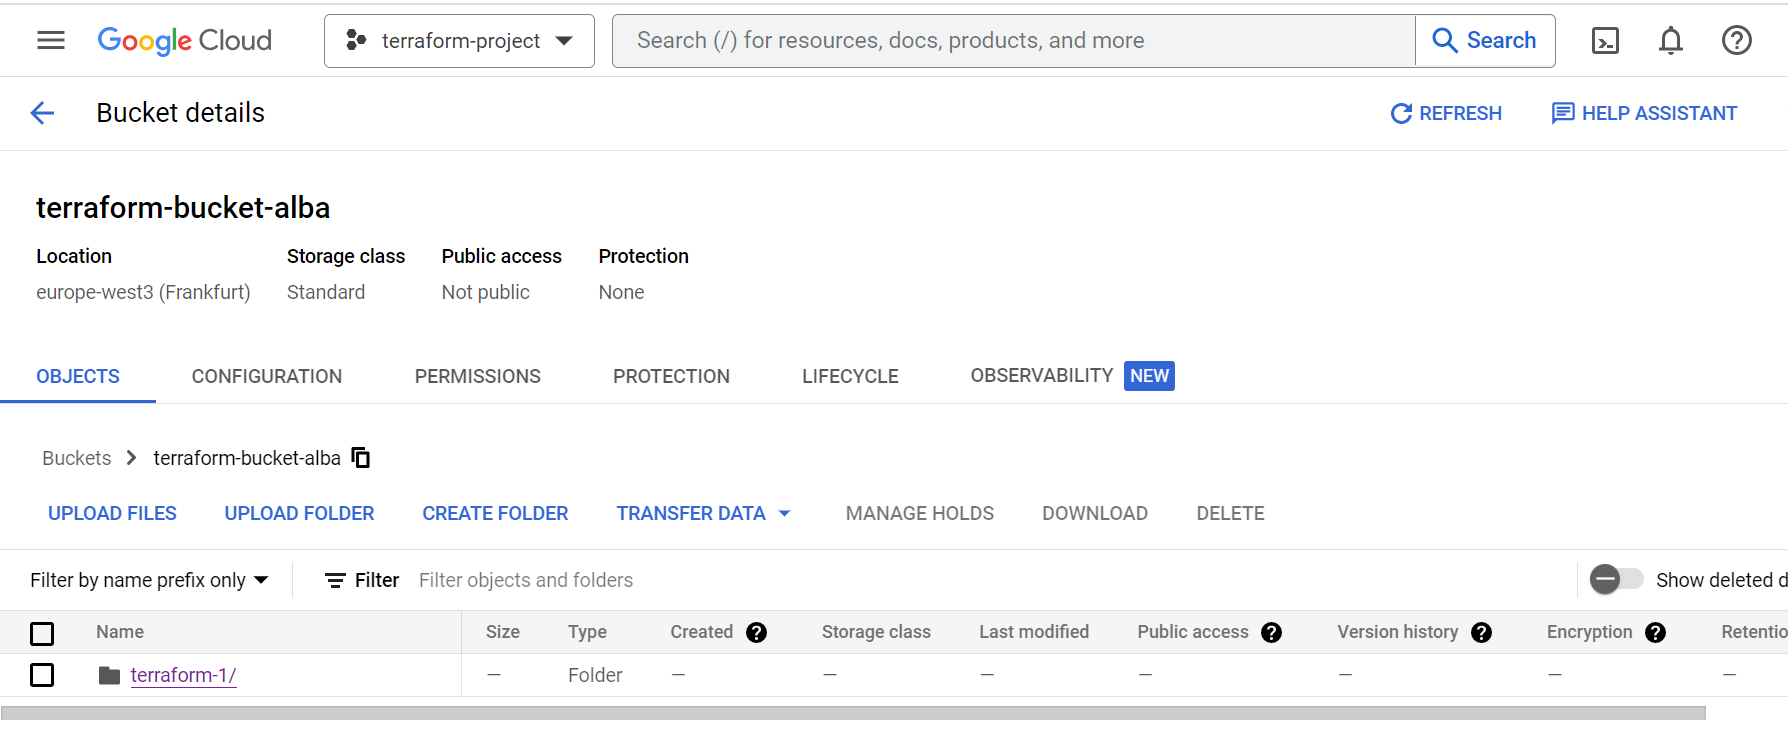 Google Cloud terraform-project Search (/) for resources, docs, products, and more Search
Bucket details REFRESH HELP ASSISTANT
terraform-bucket-alba
Location Storage class Public access Protection
europe-west3 (Frankfurt) Standard Not public None
OBJECTS CONFIGURATION PERMISSIONS PROTECTION LIFECYCLE OBSERVABILITY NEW
Buckets > terraform-bucket-alba
UPLOAD FILES UPLOAD FOLDER CREATE FOLDER TRANSFER DATA MANAGE HOLDS DOWNLOAD DELETE
Filter by name prefix only Filter Filter objects and folders Show deleted d
Name Size Type Created Storage class Last modified Public access Version history Encryption Retentio
terraform-1/ — Folder — — — — — — —